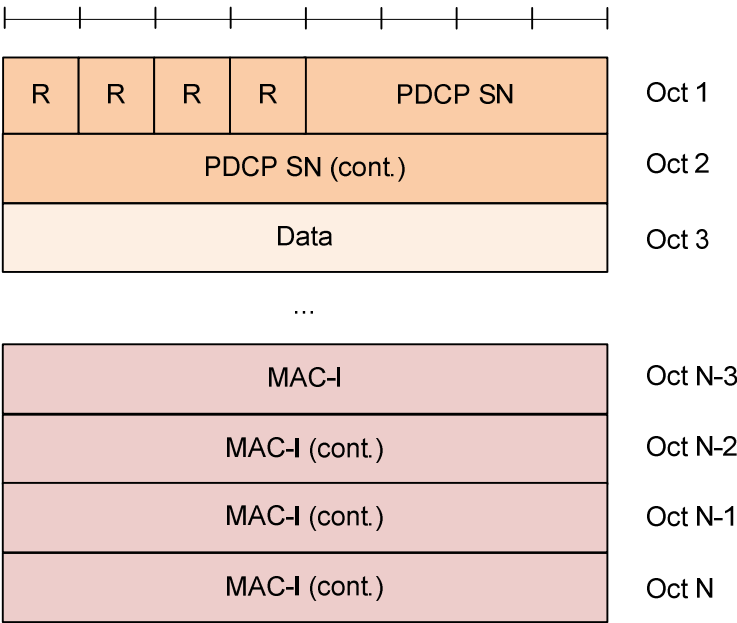 R R R R PDCP SN Oct 1
PDCP SN (cont.) Oct 2
Data Oct 3
...
MAC-I Oct N-3
MAC-I (cont.) Oct N-2
MAC-I (cont.) Oct N-1
MAC-I (cont.) Oct N